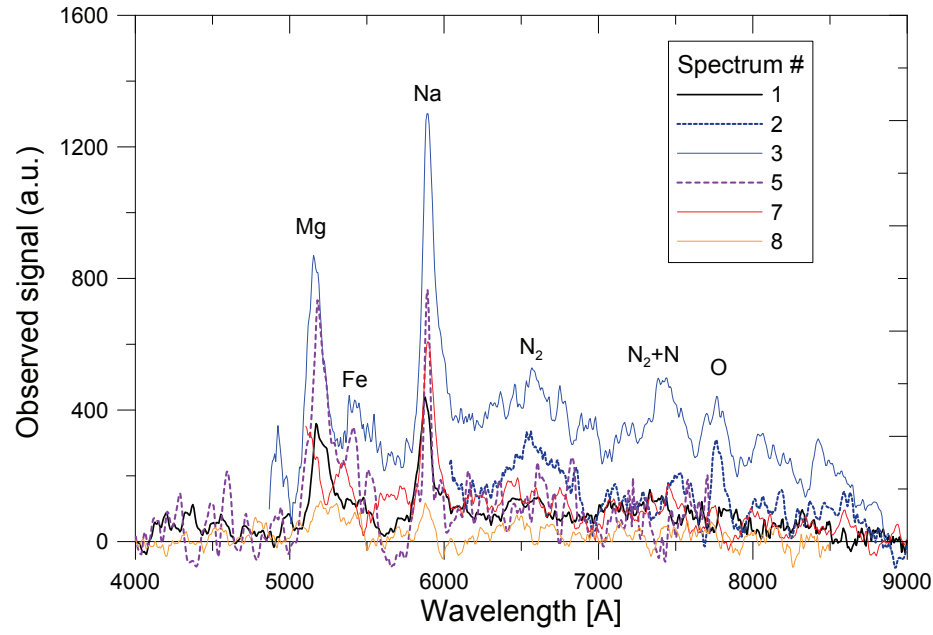 1600
1200
800
400
0
Observed signal (a.u.)
Mg
Fe
Na
N₂
N₂+N
O
Spectrum #
1
2
3
5
7
8
4000 5000 6000 7000 8000 9000
Wavelength [A]